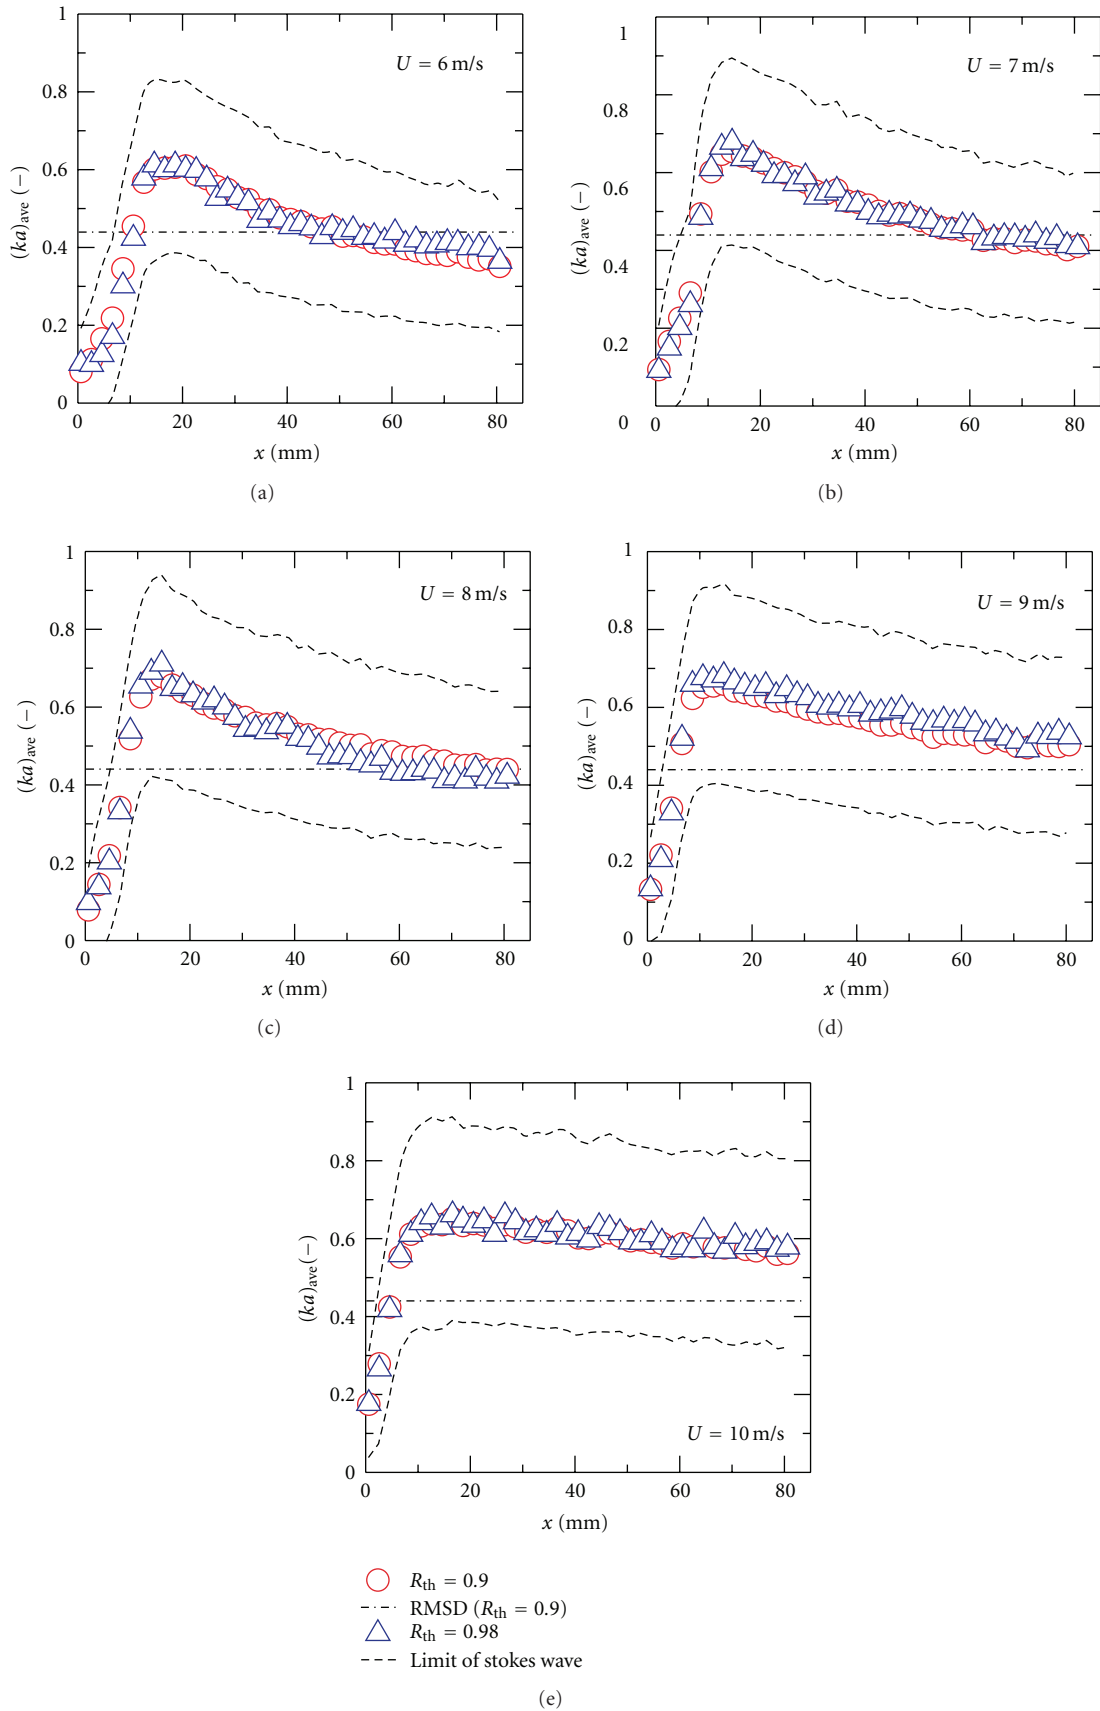 1
0.8
0.6
0.4
0.2
0
(ka)ave (−)
U = 6 m/s
0 20 40 60 80
x (mm)
(a)
1
0.8
0.6
0.4
0.2
0
(ka)ave (−)
U = 7 m/s
0 20 40 60 80
x (mm)
(b)
1
0.8
0.6
0.4
0.2
0
(ka)ave (−)
U = 8 m/s
0 20 40 60 80
x (mm)
(c)
1
0.8
0.6
0.4
0.2
0
(ka)ave (−)
U = 9 m/s
0 20 40 60 80
x (mm)
(d)
1
0.8
0.6
0.4
0.2
0
(ka)ave (−)
U = 10 m/s
0 20 40 60 80
x (mm)
Rth = 0.9
RMSD (Rth = 0.9)
Rth = 0.98
Limit of stokes wave
(e)